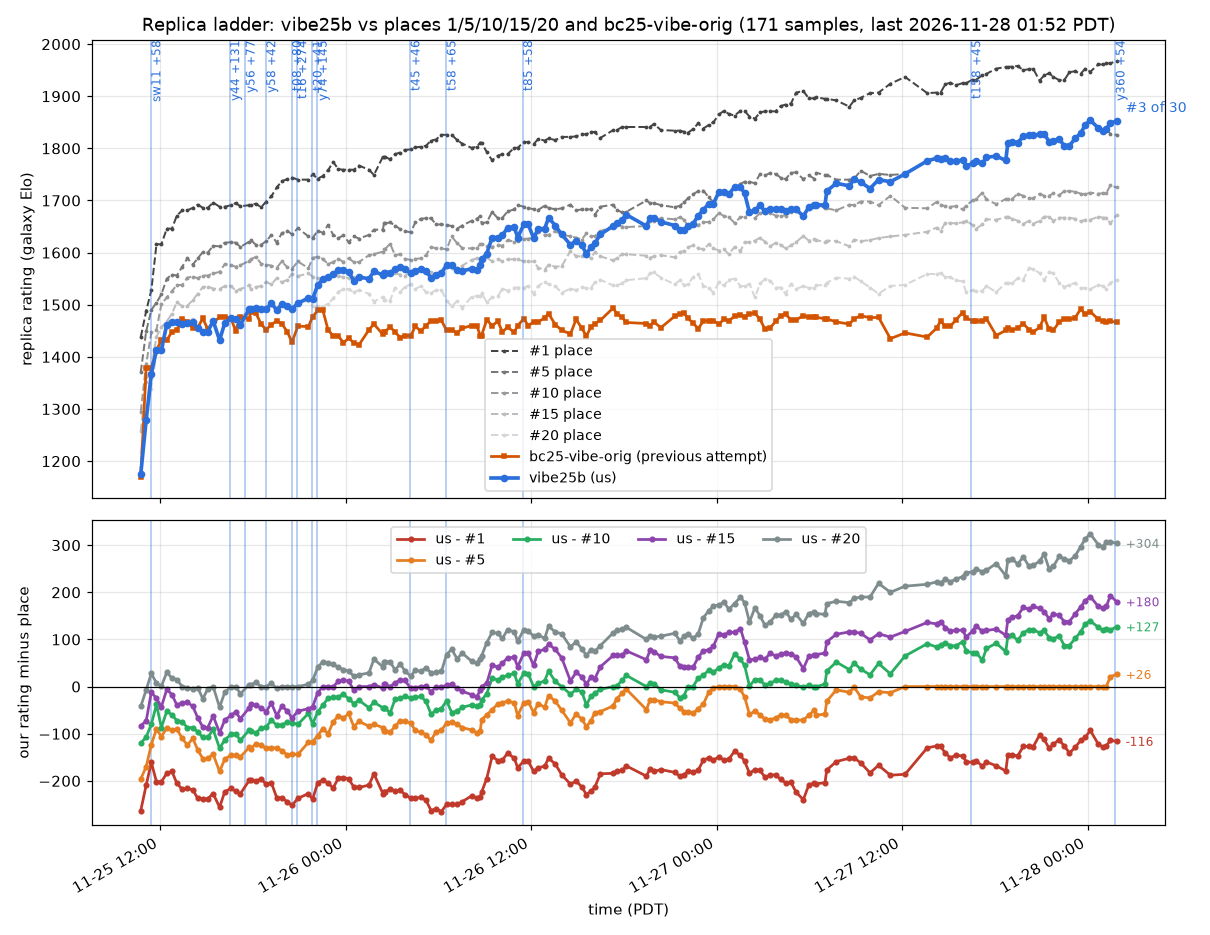 Replica ladder: vibe25b vs places 1/5/10/15/20 and bc25-vibe-orig (171 samples, last 2026-11-28 01:52 PDT)
replica rating (galaxy Elo)
2000
1900
1800
1700
1600
1500
1400
1300
1200
sw11 +58
y44 +131
y56 +77
y58 +42
y74 +145
t45 +46
t58 +65
t85 +58
y360 +54
#3 of 30
#1 place
#5 place
#10 place
#15 place
#20 place
bc25-vibe-orig (previous attempt)
vibe25b (us)
our rating minus place
300
200
100
0
−100
−200
us - #1
us - #5
us - #10
us - #15
us - #20
+304
+180
+127
+26
-116
11-25 12:00
11-26 00:00
11-26 12:00
11-27 00:00
11-27 12:00
11-28 00:00
time (PDT)